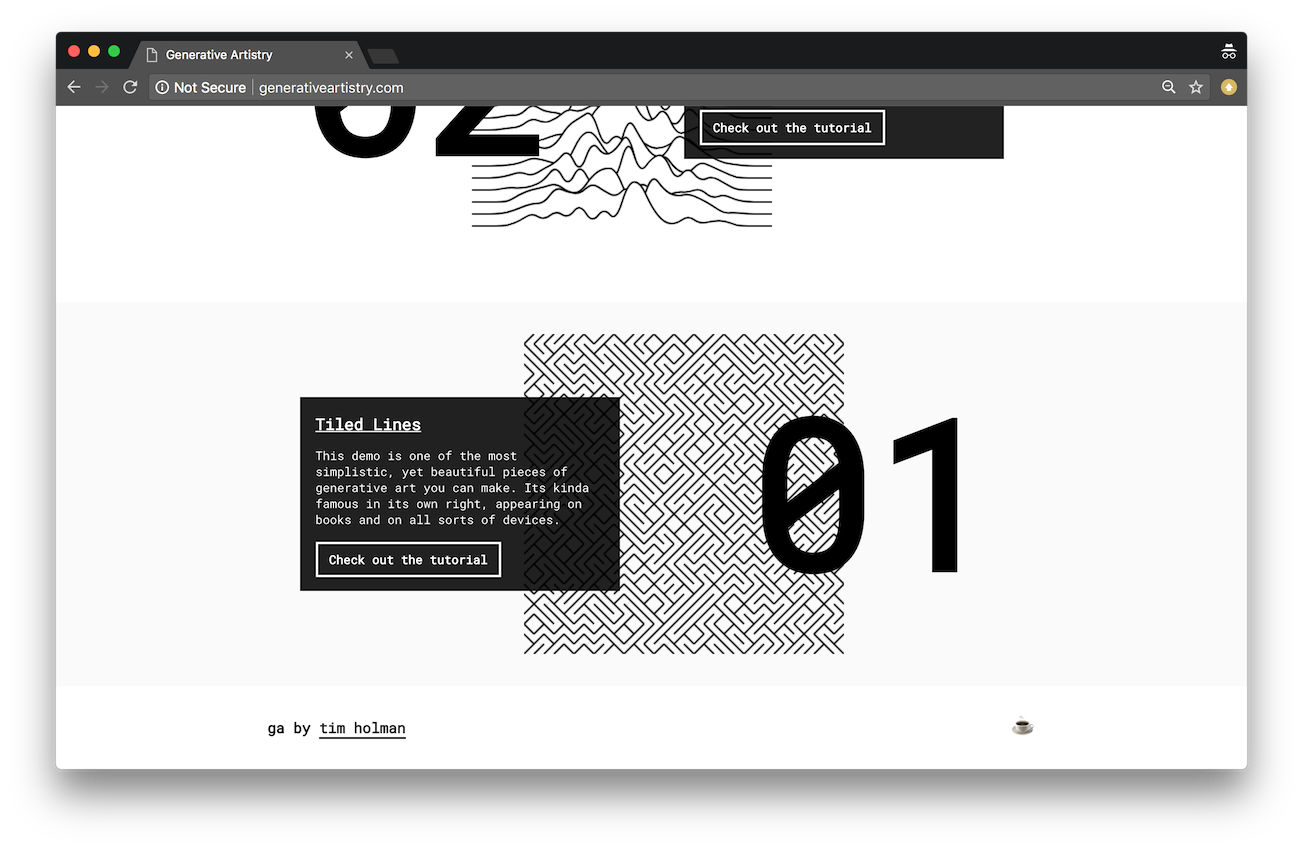 Generative Artistry
Not Secure generativeartistry.com
02
Check out the tutorial
Tiled Lines
This demo is one of the most
simplistic, yet beautiful pieces of
generative art you can make. Its kinda
famous in its own right, appearing on
books and on all sorts of devices.
Check out the tutorial
01
ga by tim holman